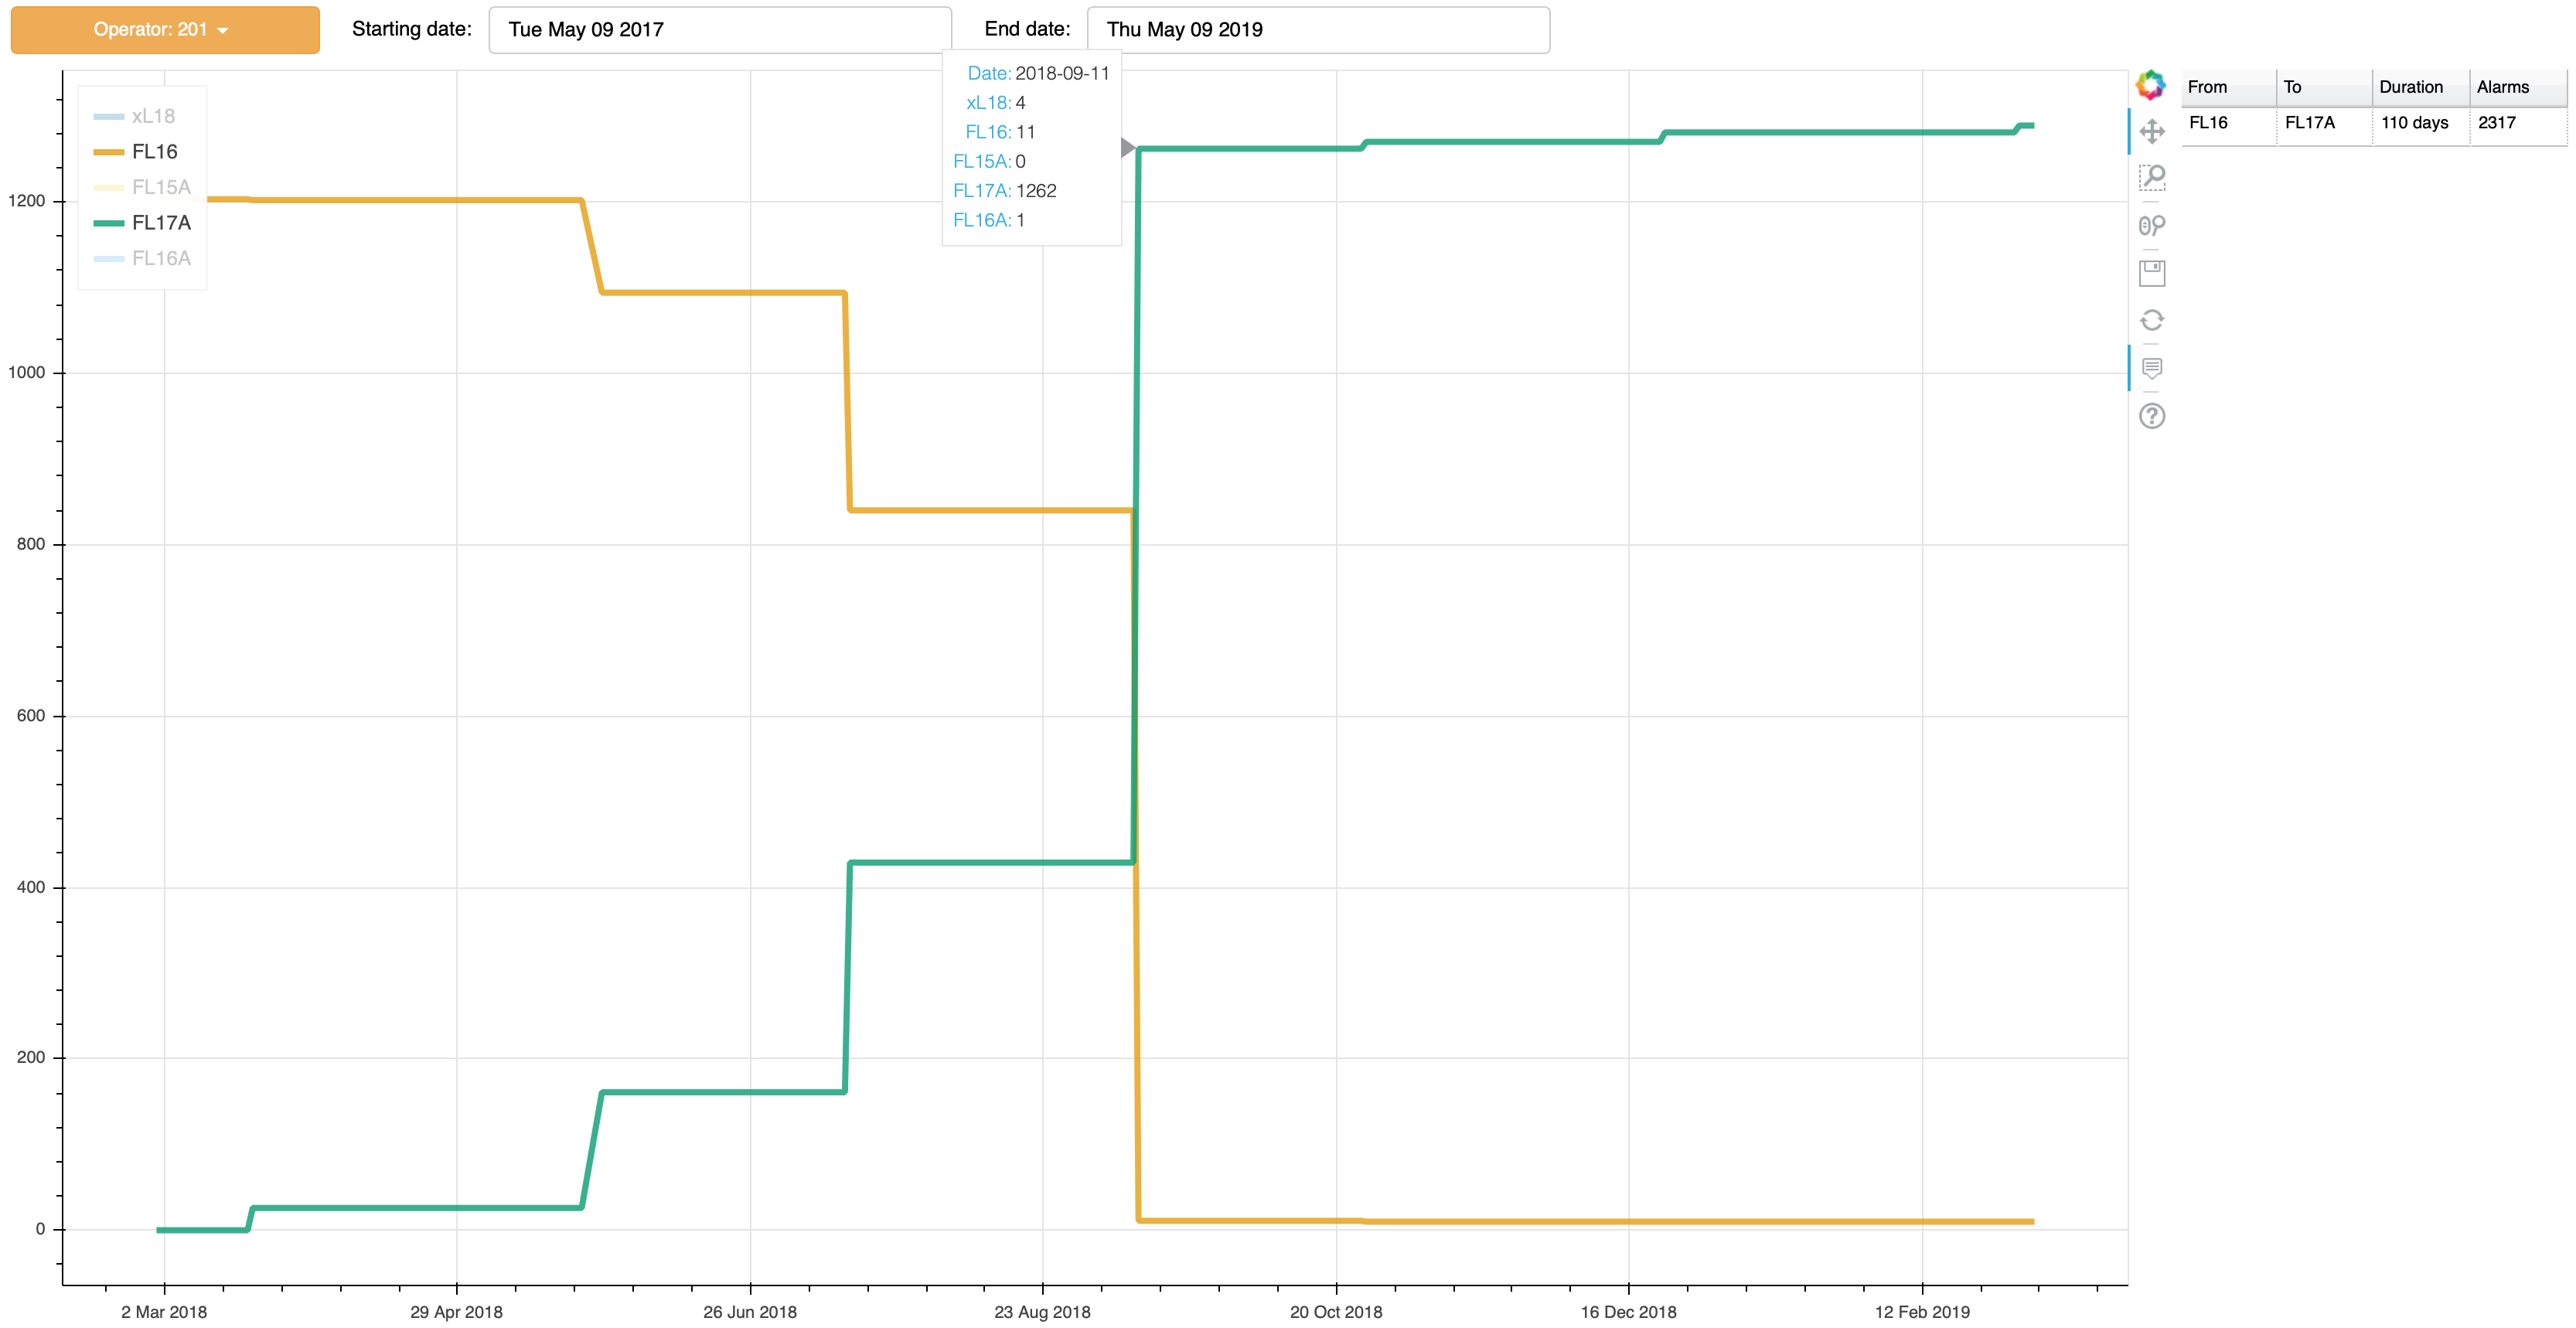 Operator: 201
Starting date:
Tue May 09 2017
End date:
Thu May 09 2019
Date: 2018-09-11
xL18: 4
FL16: 11
FL15A: 0
FL17A: 1262
FL16A: 1
xL18
FL16
FL15A
FL17A
FL16A
From To Duration Alarms
FL16 FL17A 110 days 2317
1200
1000
800
600
400
200
0
2 Mar 2018
29 Apr 2018
26 Jun 2018
23 Aug 2018
20 Oct 2018
16 Dec 2018
12 Feb 2019